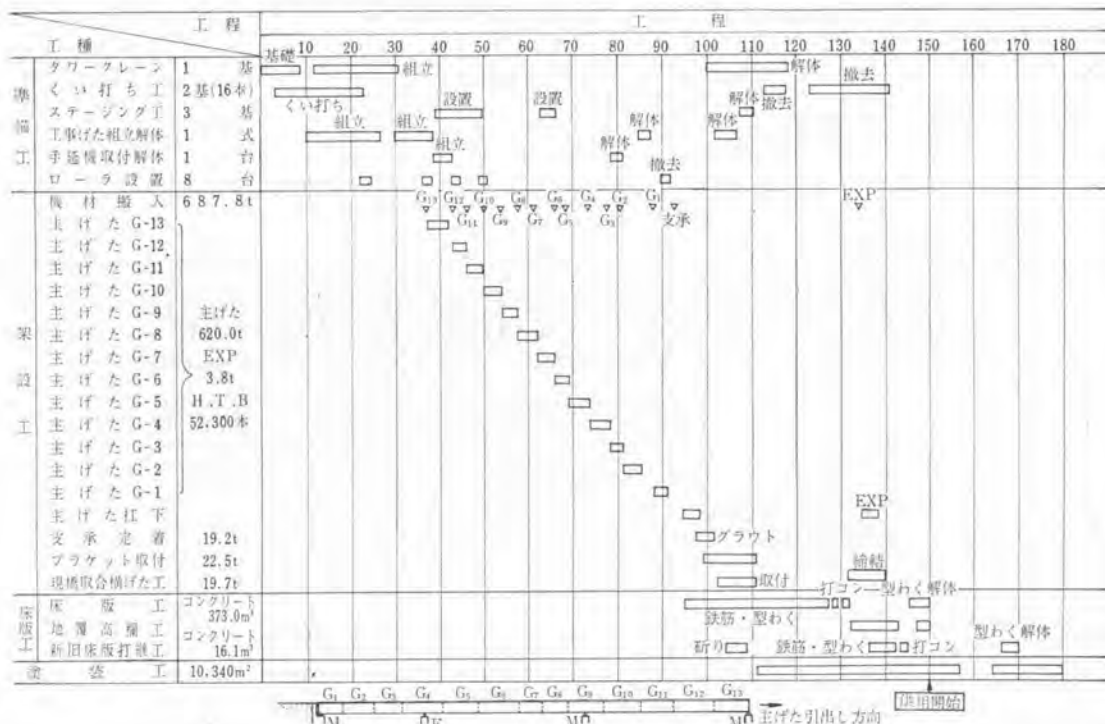 工程
工程
工種
10 20 30 40 50 60 70 80 90 100 110 120 130 140 150 160 170 180
準備工
タワークレーン 1 基 基礎 組立 解体
くい打ち工 2基(16本) くい打ち 撤去 撤去
ステージング工 3 基 設置 設置 解体
工事げた組立解体 1 式 組立 組立 解体 解体
手延機取付解体 1 台 組立 解体
ローラ設置 8 台 撤去
架設工
機材搬入 687.8t G13 G12 G10 G8 G6 G4 G2 G1 EXP
G11 G9 G7 G5 G3 支承
主げたG-13
主げたG-12
主げたG-11
主げたG-10
主げたG-9 主げた
主げたG-8 620.0t
主げたG-7 EXP
主げたG-6 3.8t
主げたG-5 H.T.B
主げたG-4 52,300本
主げたG-3
主げたG-2
主げたG-1
主げた扛下 EXP
支承定着 19.2t グラウト
ブラケット取付 22.5t 締結
現橋取合横げた工 19.7t 取付
床版工
床版工 コンクリート 373.0m³ 鉄筋・型わく 打コン―型わく解体
地覆高欄工
新旧床版打継工 コンクリート 16.1m³ 斫り 鉄筋・型わく 打コン 型わく解体
塗装工 10,340m²
供用開始
G1 G2 G3 G4 G5 G6 G7 G8 G9 G10 G11 G12 G13
M M M 主げた引出し方向